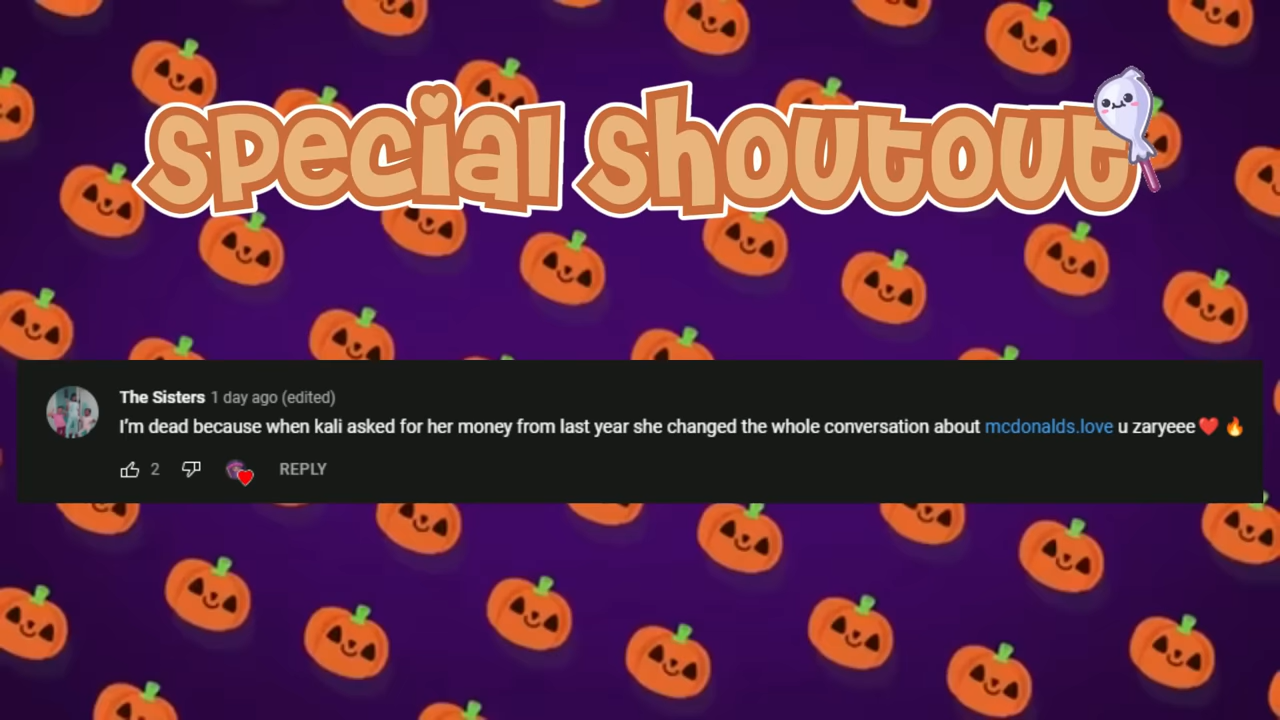 special shoutout
The Sisters 1 day ago (edited)
I'm dead because when kali asked for her money from last year she changed the whole conversation about mcdonalds.love u zaryeee❤️🔥
2 REPLY